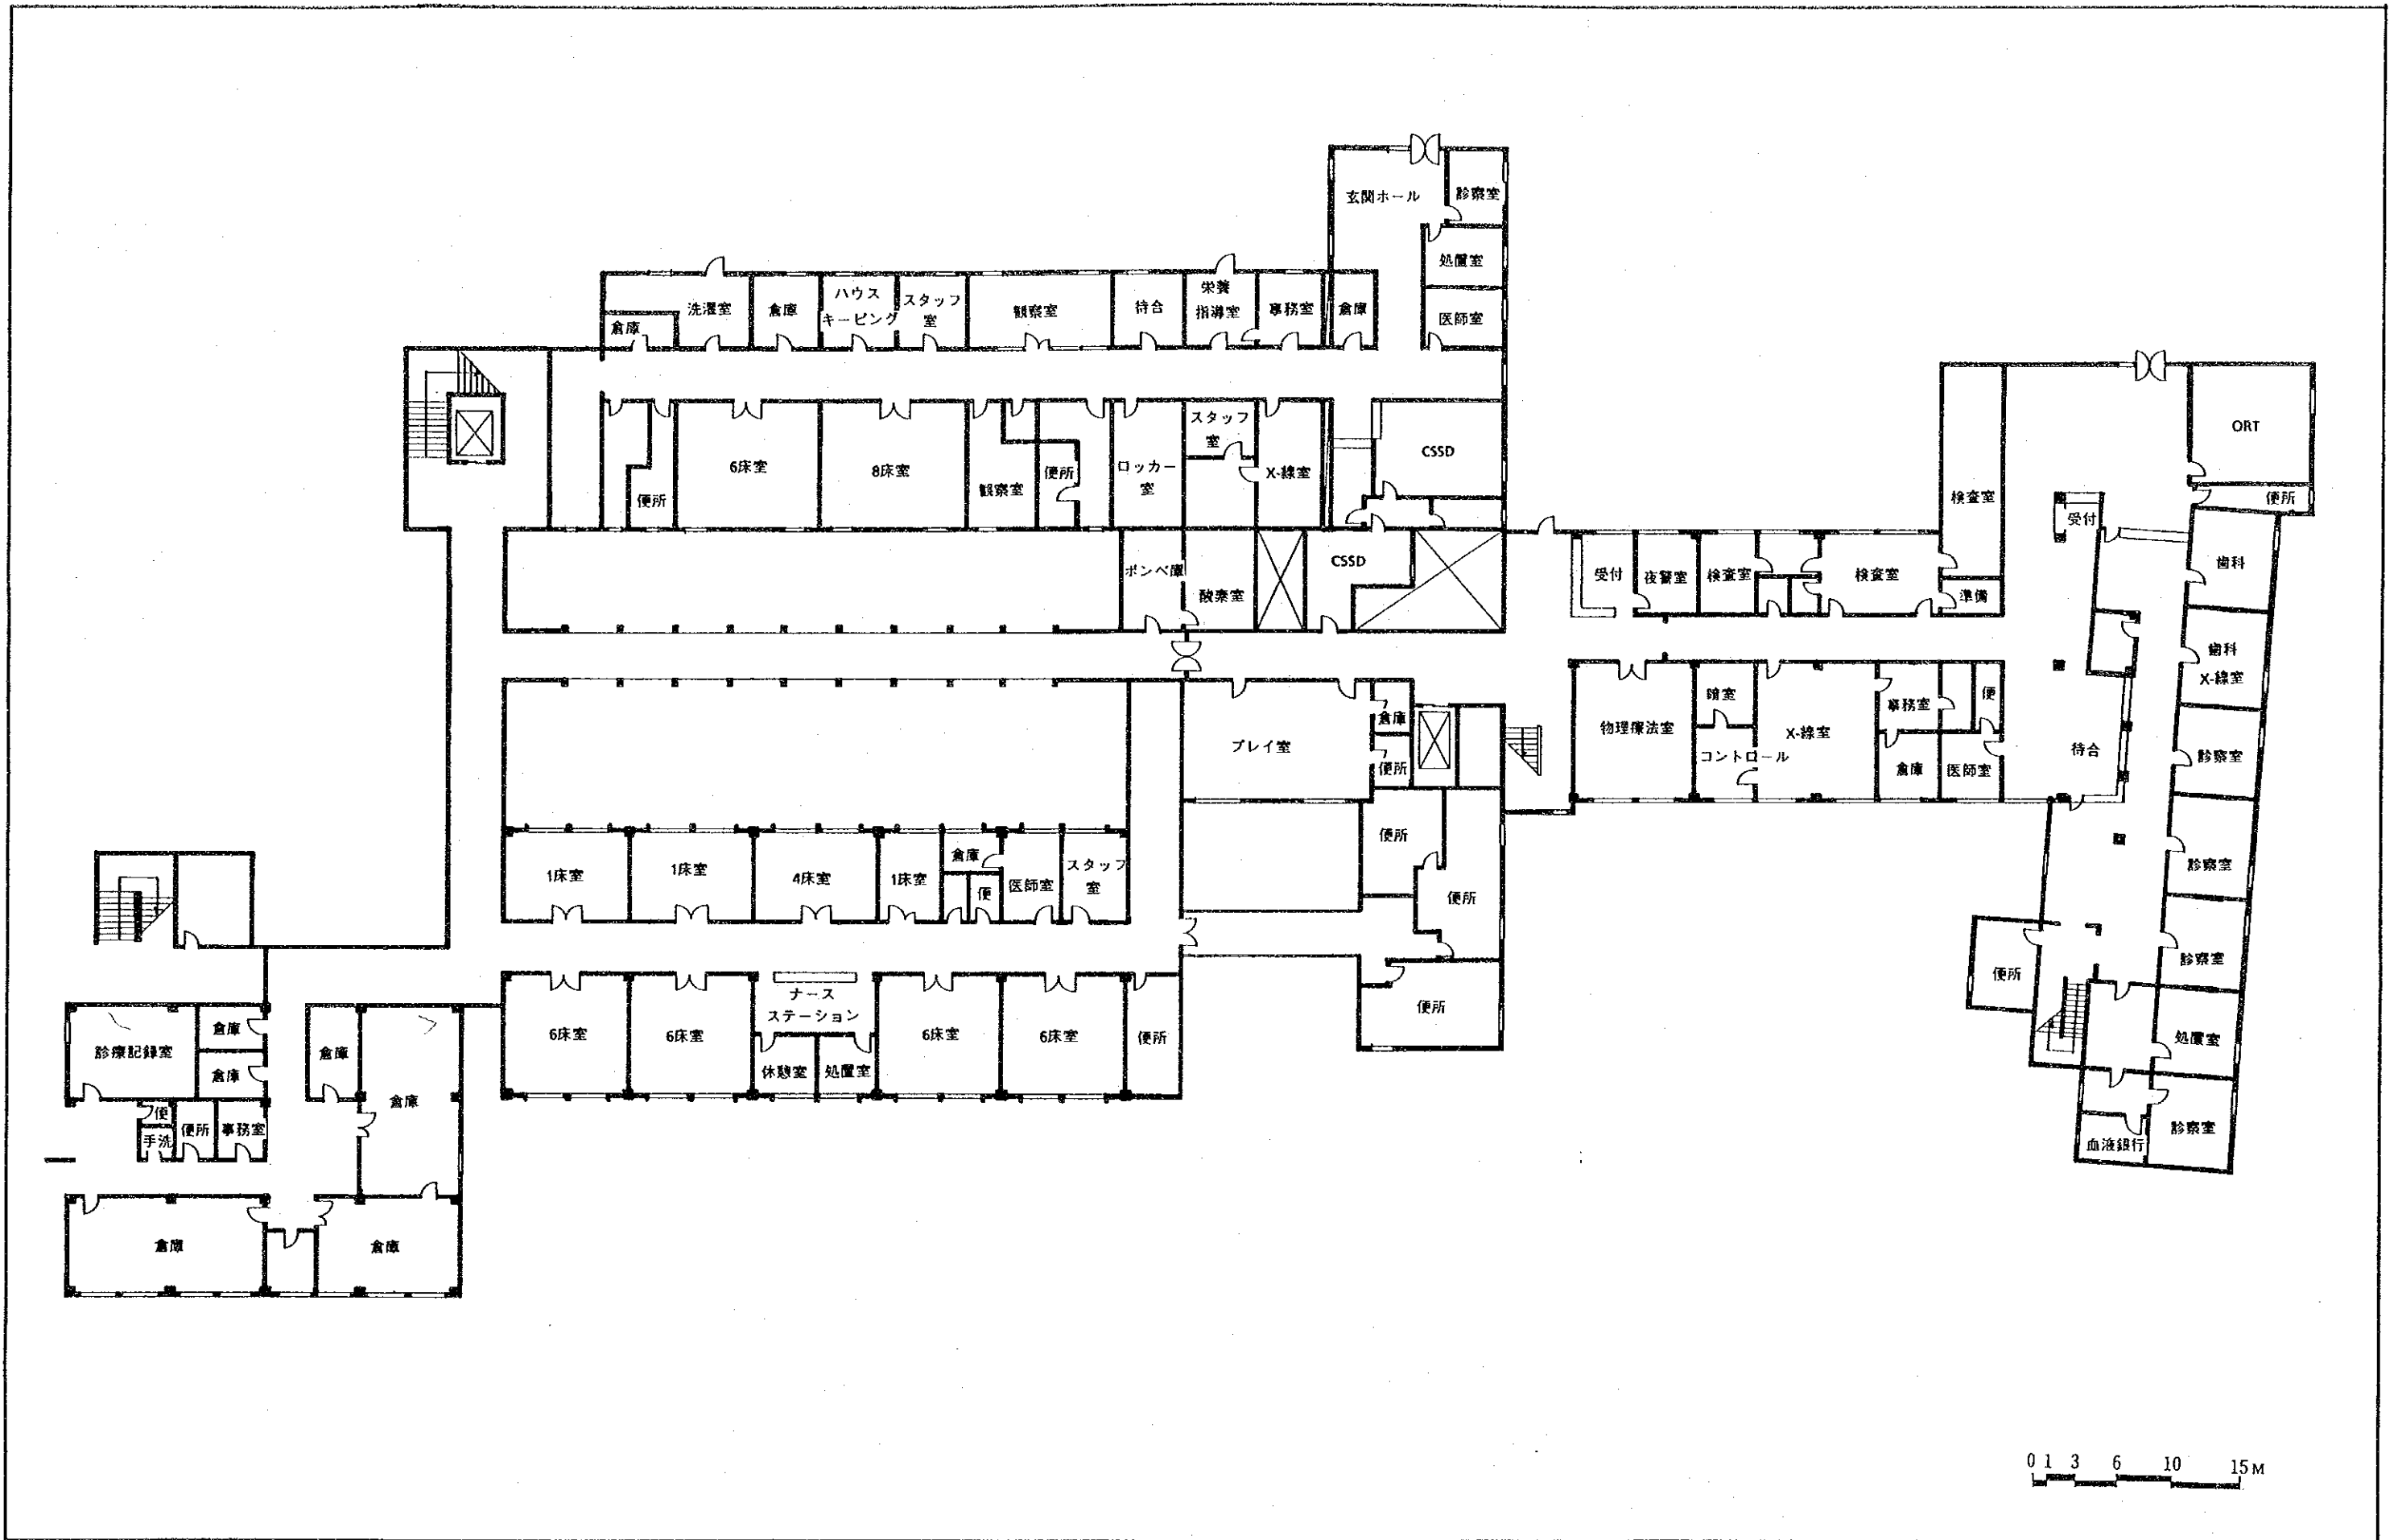 玄関ホール
診察室
処置室
医師室
洗濯室
倉庫
倉庫
ハウス
キーピング
スタッフ
室
観察室
待合
栄養
指導室
事務室
倉庫
便所
6床室
8床室
観察室
便所
ロッカー
室
スタッフ
室
X-線室
CSSD
ボンベ庫
酸素室
CSSD
受付
夜警室
検査室
検査室
検査室
準備
受付
ORT
便所
歯科
歯科
X-線室
診察室
診察室
診察室
処置室
診察室
血液銀行
便所
待合
物理療法室
暗室
コントロール
X-線室
事務室
便
倉庫
医師室
プレイ室
倉庫
便所
便所
便所
便所
1床室
1床室
4床室
1床室
倉庫
便
医師室
スタッフ
室
6床室
6床室
ナース
ステーション
休憩室
処置室
6床室
6床室
便所
診療記録室
倉庫
倉庫
便
手洗
便所
事務室
倉庫
倉庫
倉庫
倉庫
0 1 3 6 10 15M